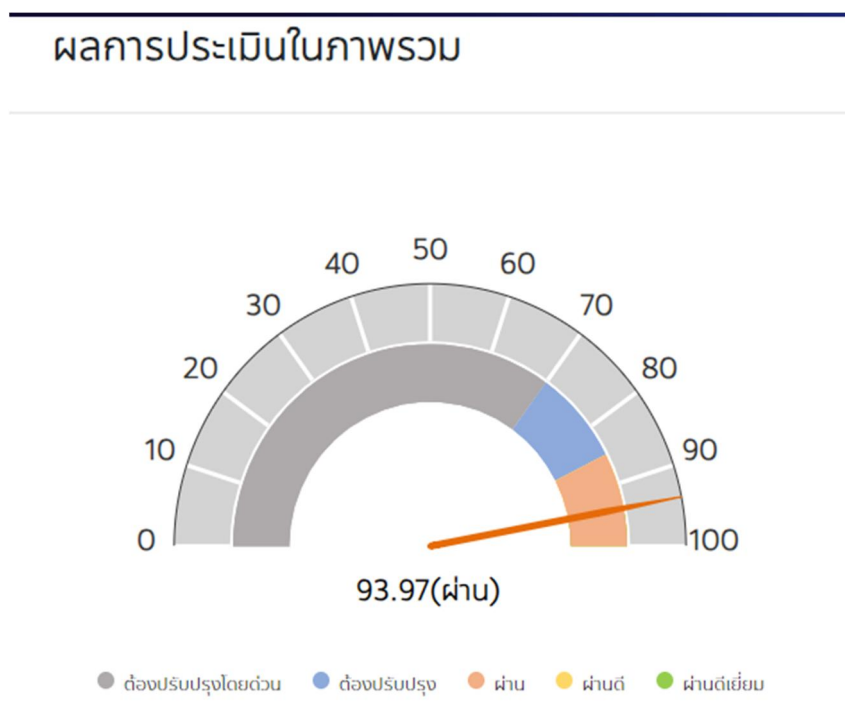 ผลการประเมินในภาพรวม
50
40 60
30 70
20 80
10 90
0 100
93.97(ผ่าน)
ต้องปรับปรุงโดยด่วน ต้องปรับปรุง ผ่าน ผ่านดี ผ่านดีเยี่ยม